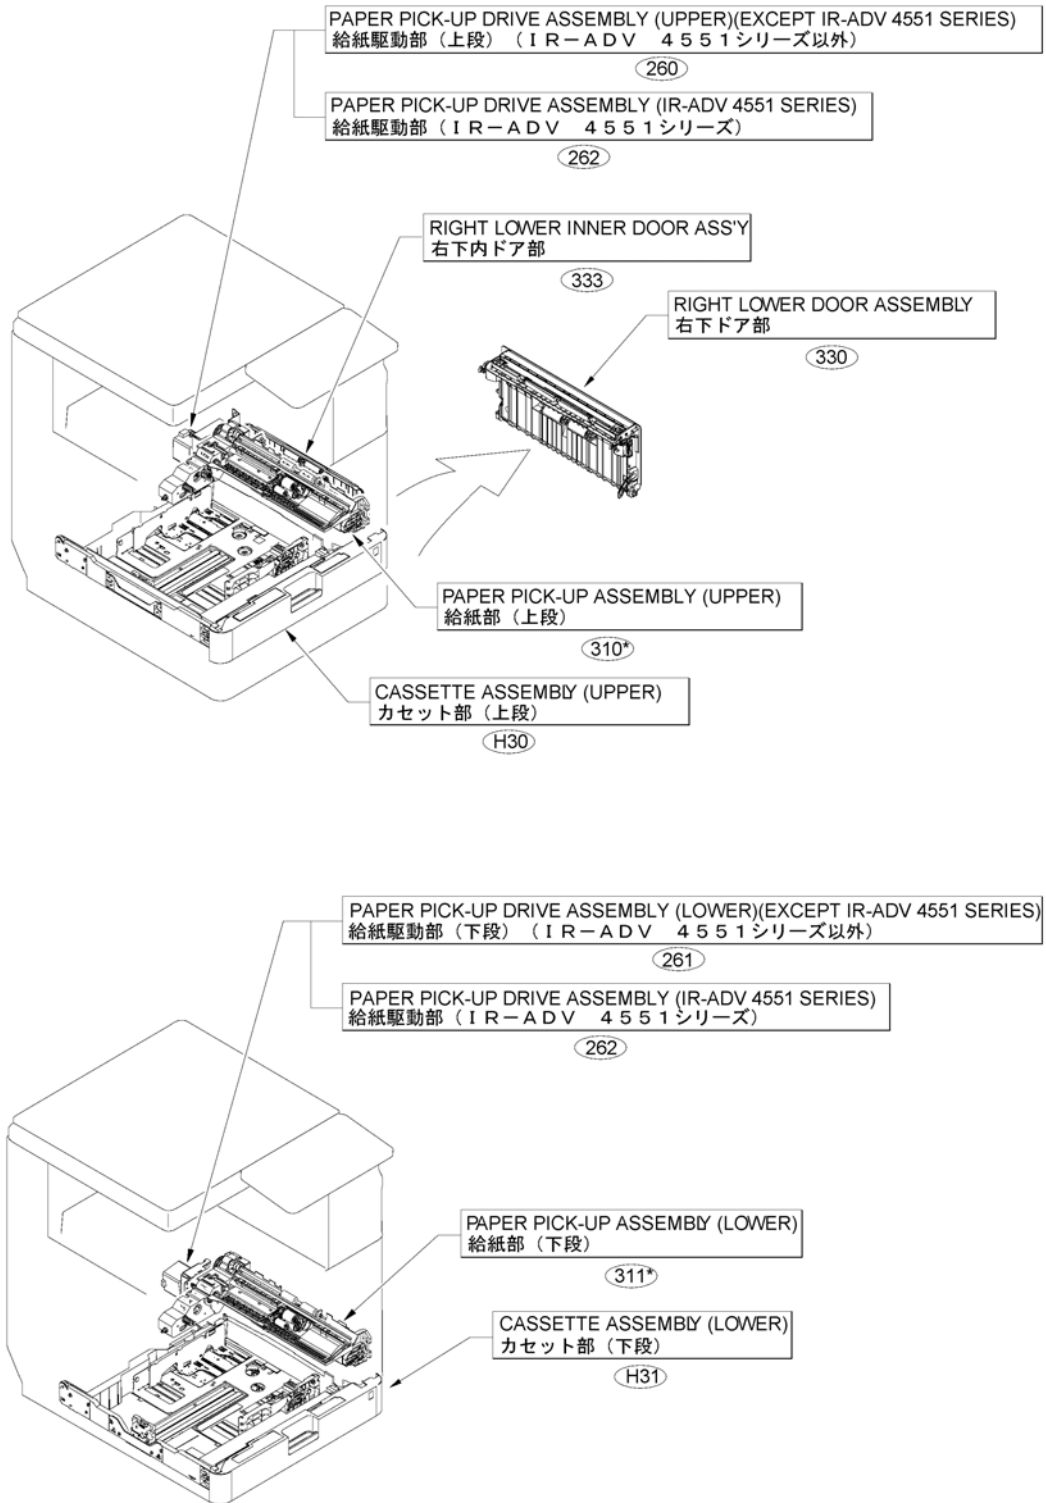 PAPER PICK-UP DRIVE ASSEMBLY (UPPER)(EXCEPT IR-ADV 4551 SERIES)
給紙駆動部（上段）（ＩＲ－ＡＤＶ　４５５１シリーズ以外）
260
PAPER PICK-UP DRIVE ASSEMBLY (IR-ADV 4551 SERIES)
給紙駆動部（ＩＲ－ＡＤＶ　４５５１シリーズ）
262
RIGHT LOWER INNER DOOR ASS'Y
右下内ドア部
333
RIGHT LOWER DOOR ASSEMBLY
右下ドア部
330
PAPER PICK-UP ASSEMBLY (UPPER)
給紙部（上段）
310*
CASSETTE ASSEMBLY (UPPER)
カセット部（上段）
H30
PAPER PICK-UP DRIVE ASSEMBLY (LOWER)(EXCEPT IR-ADV 4551 SERIES)
給紙駆動部（下段）（ＩＲ－ＡＤＶ　４５５１シリーズ以外）
261
PAPER PICK-UP DRIVE ASSEMBLY (IR-ADV 4551 SERIES)
給紙駆動部（ＩＲ－ＡＤＶ　４５５１シリーズ）
262
PAPER PICK-UP ASSEMBLY (LOWER)
給紙部（下段）
311*
CASSETTE ASSEMBLY (LOWER)
カセット部（下段）
H31